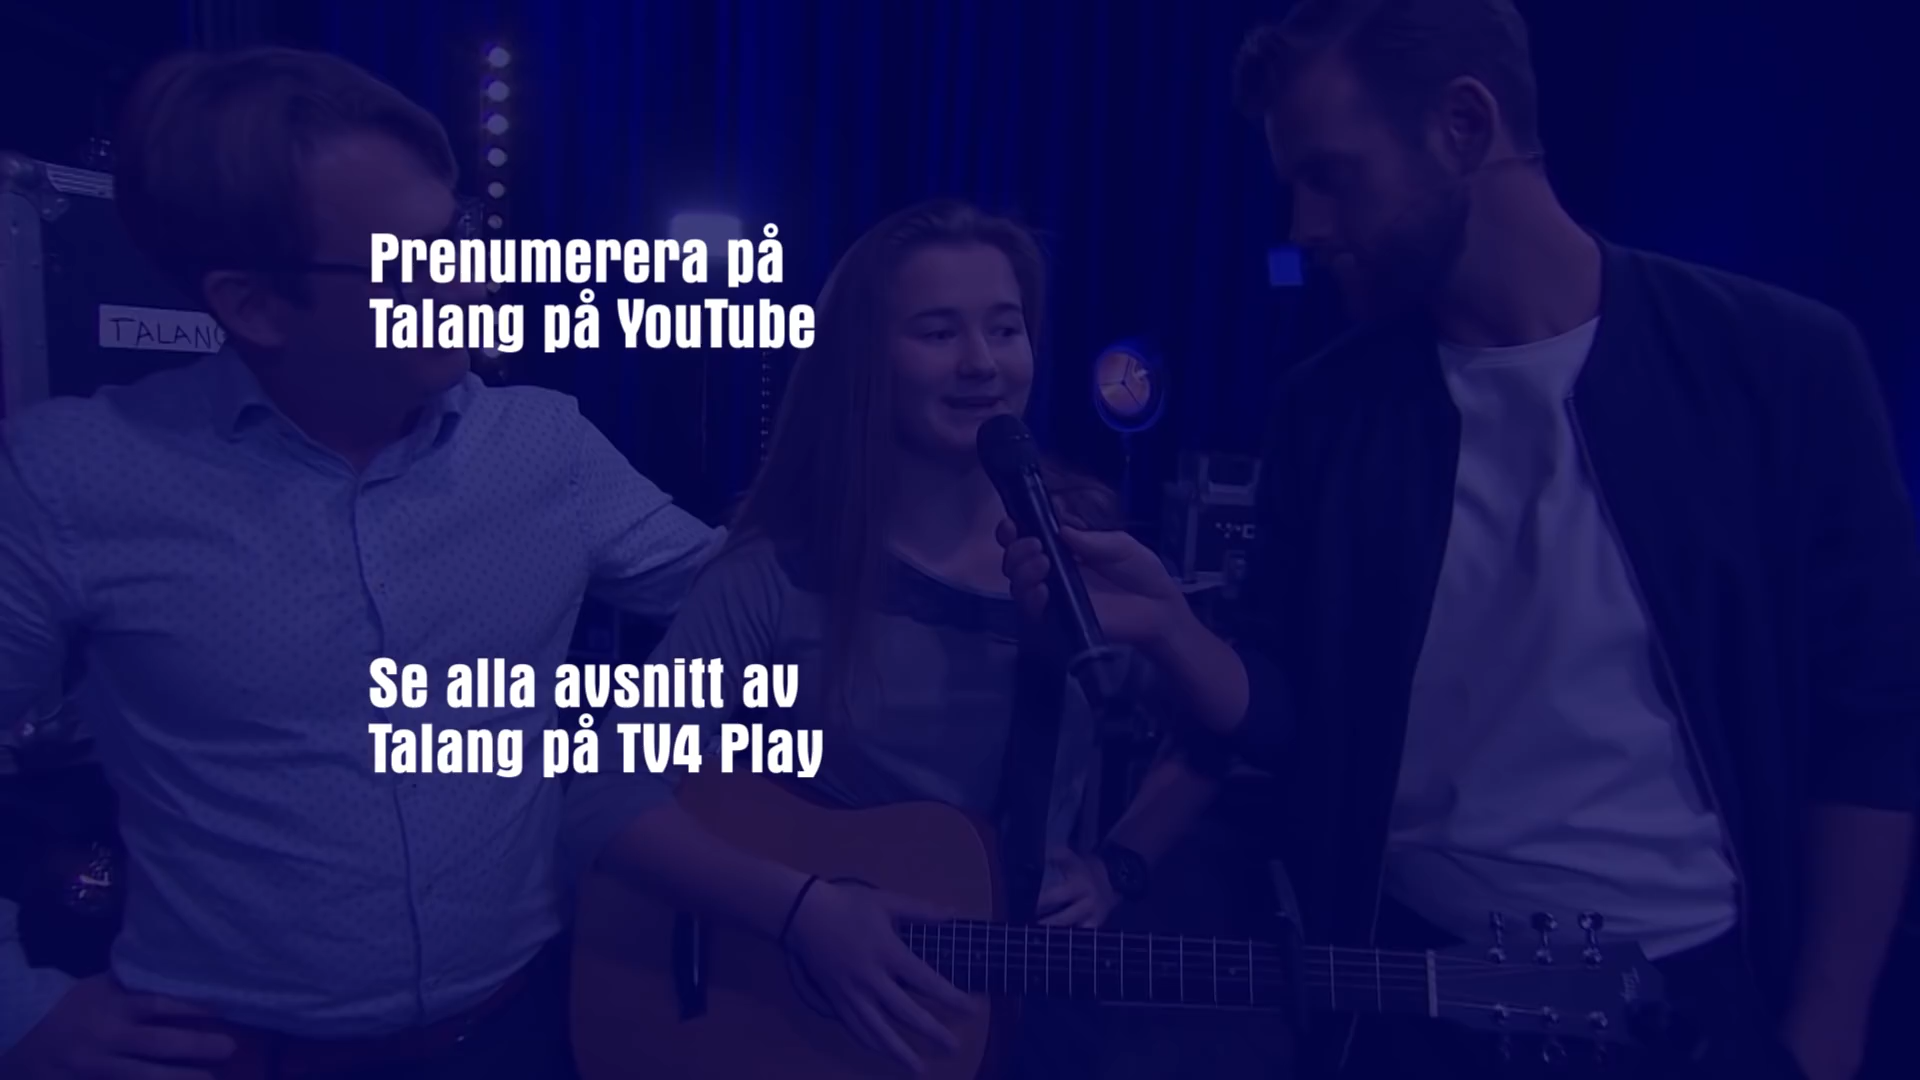 Prenumerera på
Talang på YouTube
TALANG
Se alla avsnitt av
Talang på TV4 Play